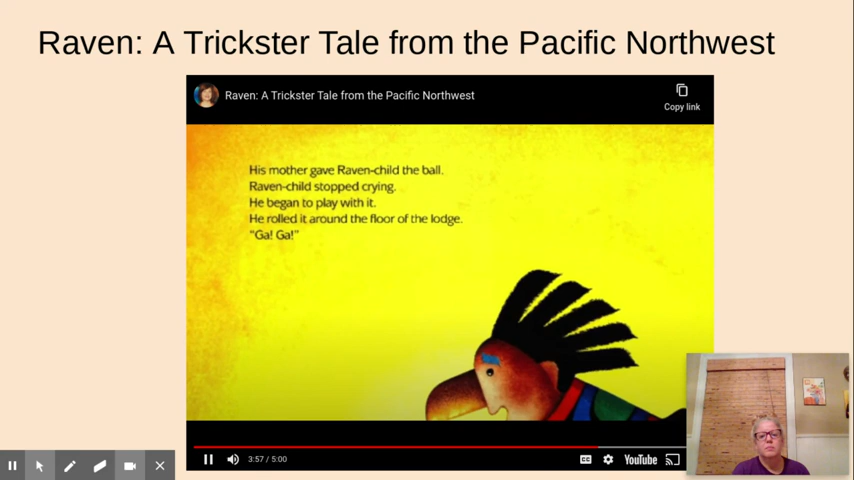 Raven: A Trickster Tale from the Pacific Northwest
Raven: A Trickster Tale from the Pacific Northwest
Copy link
His mother gave Raven-child the ball.
Raven-child stopped crying.
He began to play with it.
He rolled it around the floor of the lodge.
"Ga! Ga!"
3:57 / 5:00
CC
YouTube